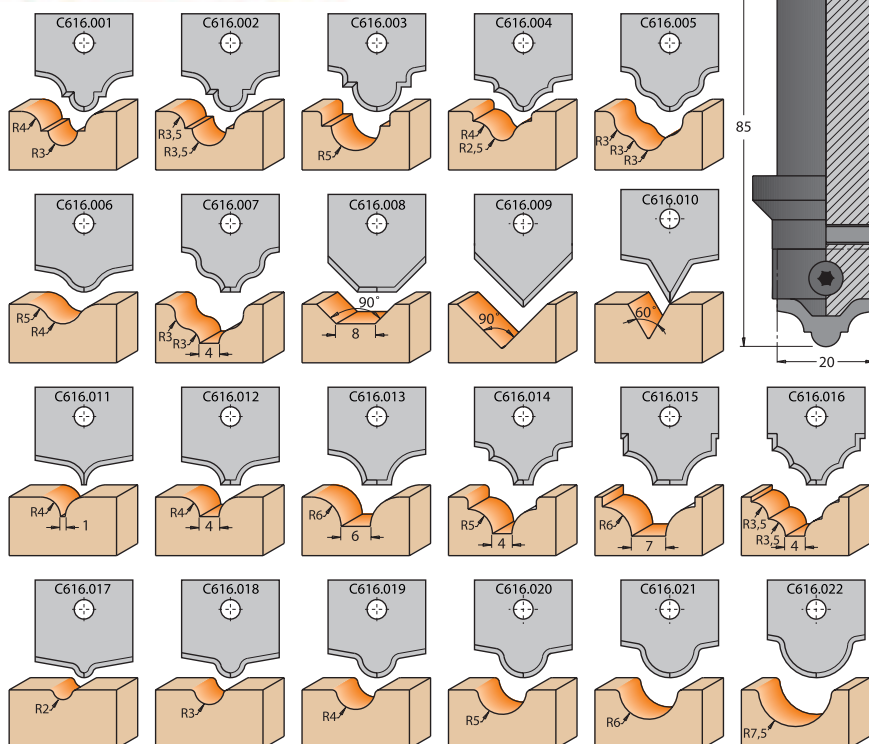 C616.001 C616.002 C616.003 C616.004 C616.005
R4 R3 R3,5 R3,5 R5 R4 R2,5 R3 R3 R3
85
C616.006 C616.007 C616.008 C616.009 C616.010
R5 R4 R3 R3 4 90° 8 90° 60°
20
C616.011 C616.012 C616.013 C616.014 C616.015 C616.016
R4 1 R4 4 R6 6 R5 4 R6 7 R3,5 R3,5 4
C616.017 C616.018 C616.019 C616.020 C616.021 C616.022
R2 R3 R4 R5 R6 R7,5